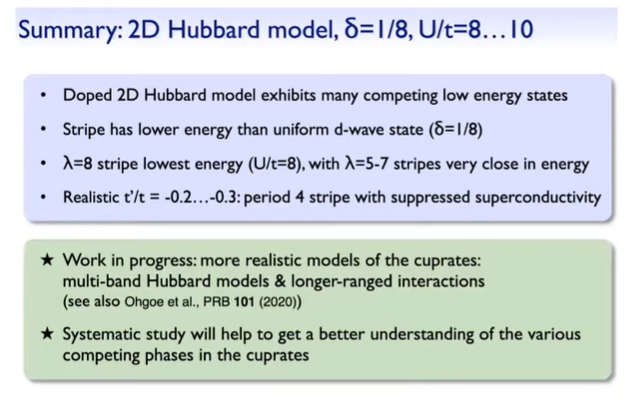 Summary: 2D Hubbard model, δ=1/8, U/t=8...10
• Doped 2D Hubbard model exhibits many competing low energy states
• Stripe has lower energy than uniform d-wave state (δ=1/8)
• λ=8 stripe lowest energy (U/t=8), with λ=5-7 stripes very close in energy
• Realistic t'/t = -0.2...-0.3: period 4 stripe with suppressed superconductivity
★ Work in progress: more realistic models of the cuprates:
multi-band Hubbard models & longer-ranged interactions
(see also Ohgoe et al., PRB 101 (2020))
★ Systematic study will help to get a better understanding of the various
competing phases in the cuprates